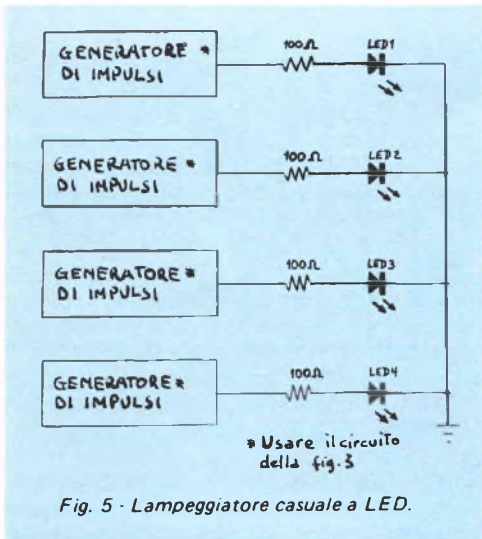 GENERATORE *
DI IMPULSI
100Ω
LED1
GENERATORE *
DI IMPULSI
100Ω
LED2
GENERATORE *
DI IMPULSI
100Ω
LED3
GENERATORE *
DI IMPULSI
100Ω
LED4
* Usare il circuito
della fig. 3
Fig. 5 - Lampeggiatore casuale a LED.